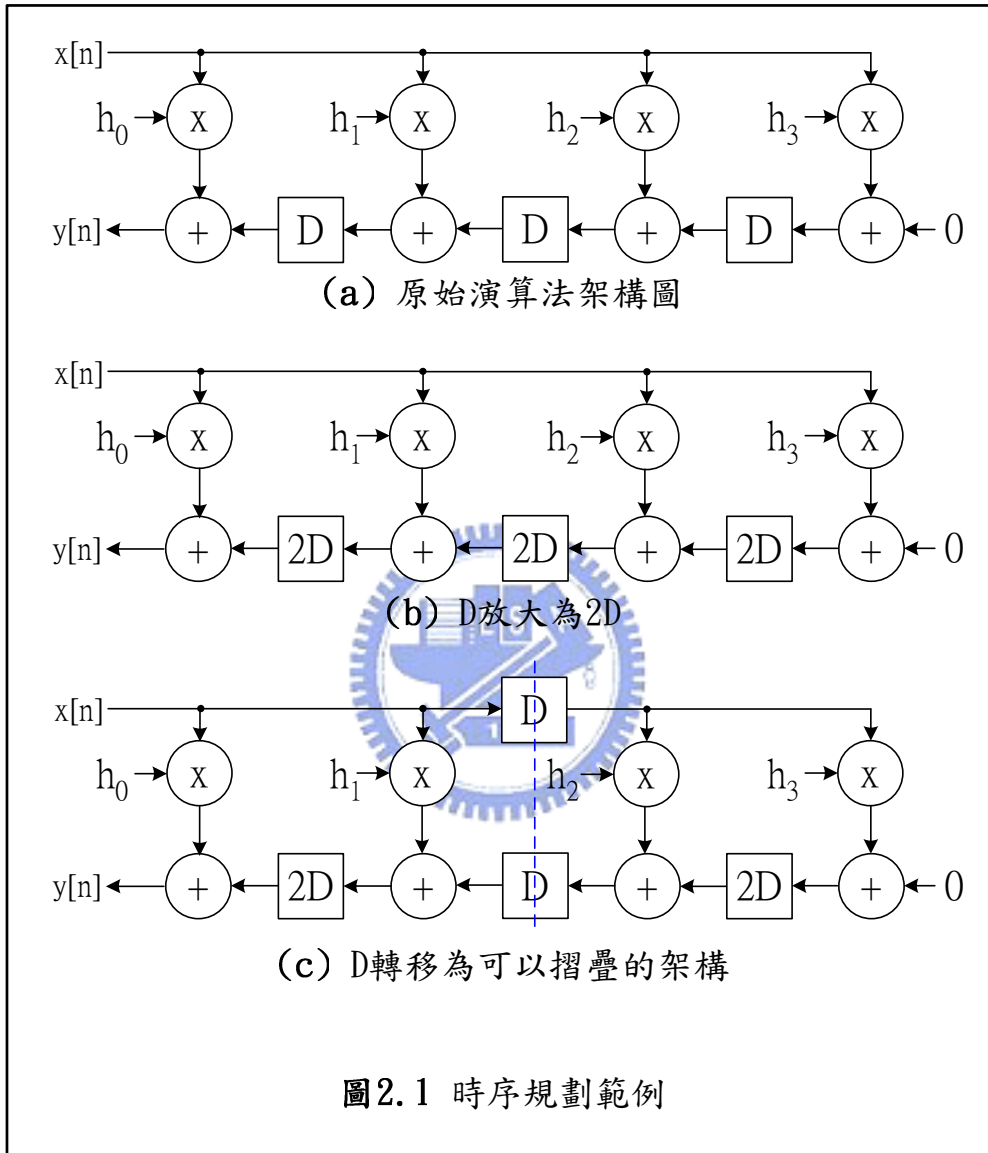 x[n]
h0 x h1 x h2 x h3 x
y[n] + D + D + D + 0
(a) 原始演算法架構圖
x[n]
h0 x h1 x h2 x h3 x
y[n] + 2D + 2D + 2D + 0
(b) D放大為2D
x[n] D
h0 x h1 x h2 x h3 x
y[n] + 2D + D + 2D + 0
(c) D轉移為可以摺疊的架構
圖2.1 時序規劃範例